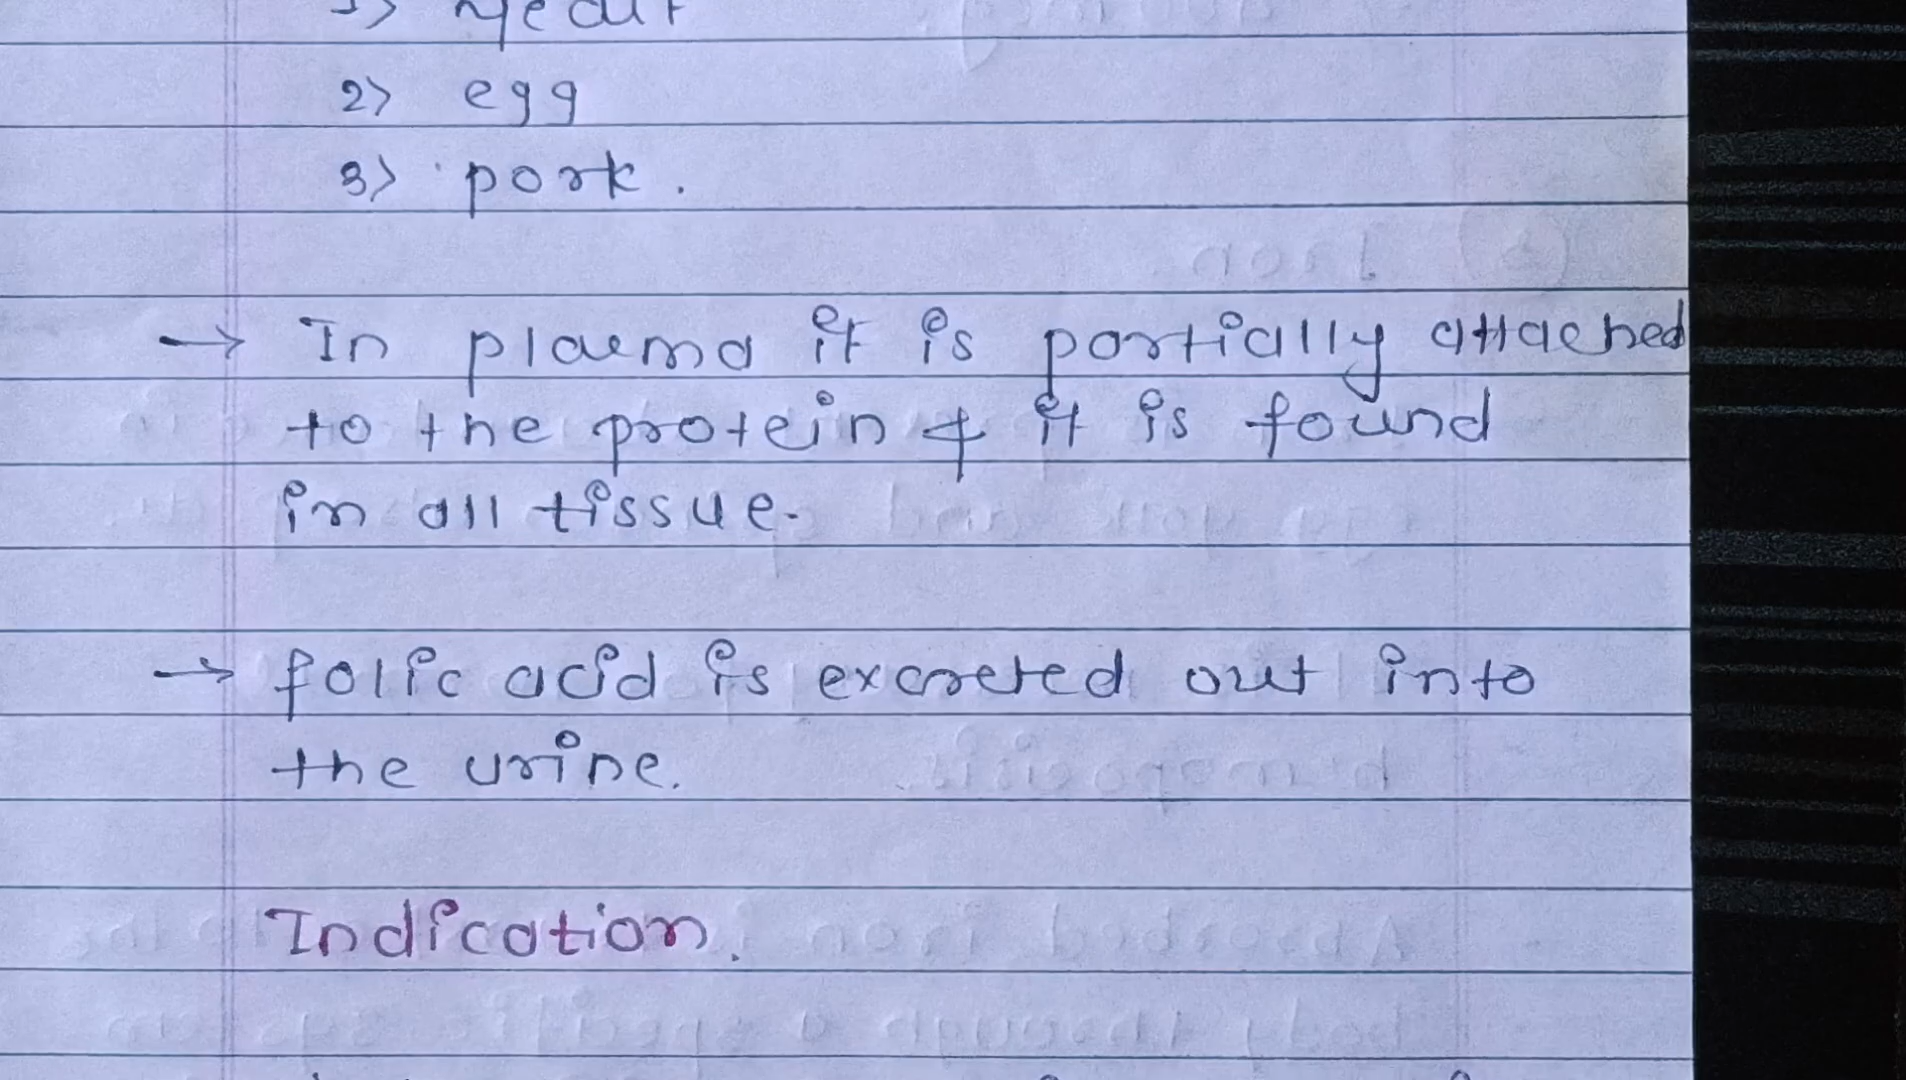 2) egg
3) pork.
→ In plasma it is partially attached
to the protein & it is found
in all tissue.
→ folic acid is excreted out into
the urine.
Indication.